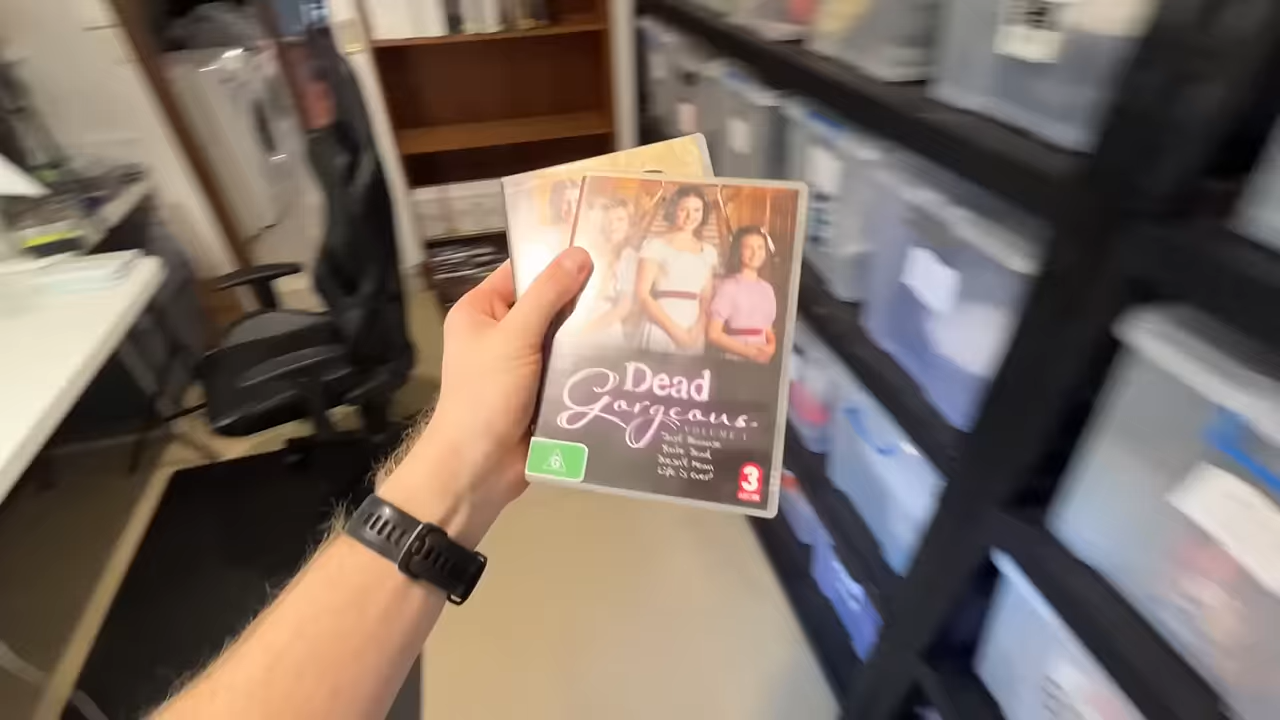 Dead
Gorgeous
VOLUME 1
Just Because
You're Dead
Doesn't Mean
Life is over!
G
3